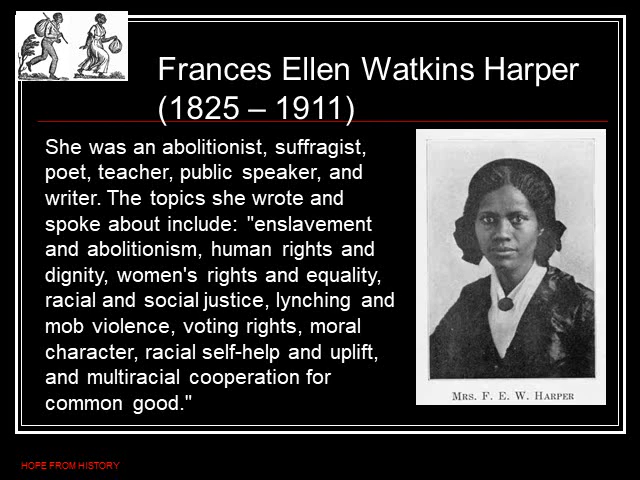 Frances Ellen Watkins Harper
(1825 – 1911)
She was an abolitionist, suffragist,
poet, teacher, public speaker, and
writer. The topics she wrote and
spoke about include: "enslavement
and abolitionism, human rights and
dignity, women's rights and equality,
racial and social justice, lynching and
mob violence, voting rights, moral
character, racial self-help and uplift,
and multiracial cooperation for
common good."
MRS. F. E. W. HARPER
HOPE FROM HISTORY